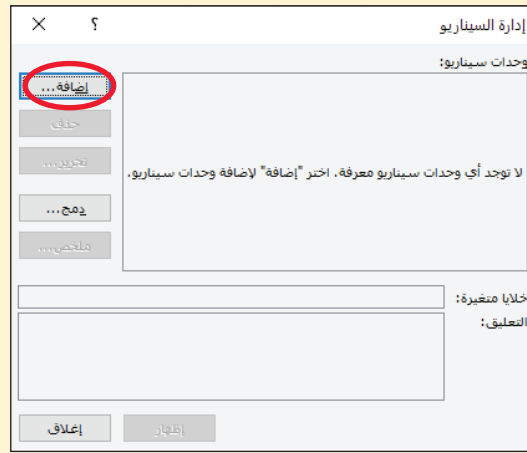 إدارة السيناريو
؟
وحدات سيناريو:
لا توجد أي وحدات سيناريو معرفة. اختر "إضافة" لإضافة وحدات سيناريو.
إضافة...
حذف
تحرير...
دمج...
ملخص...
خلايا متغيرة:
التعليق:
إظهار
إغلاق